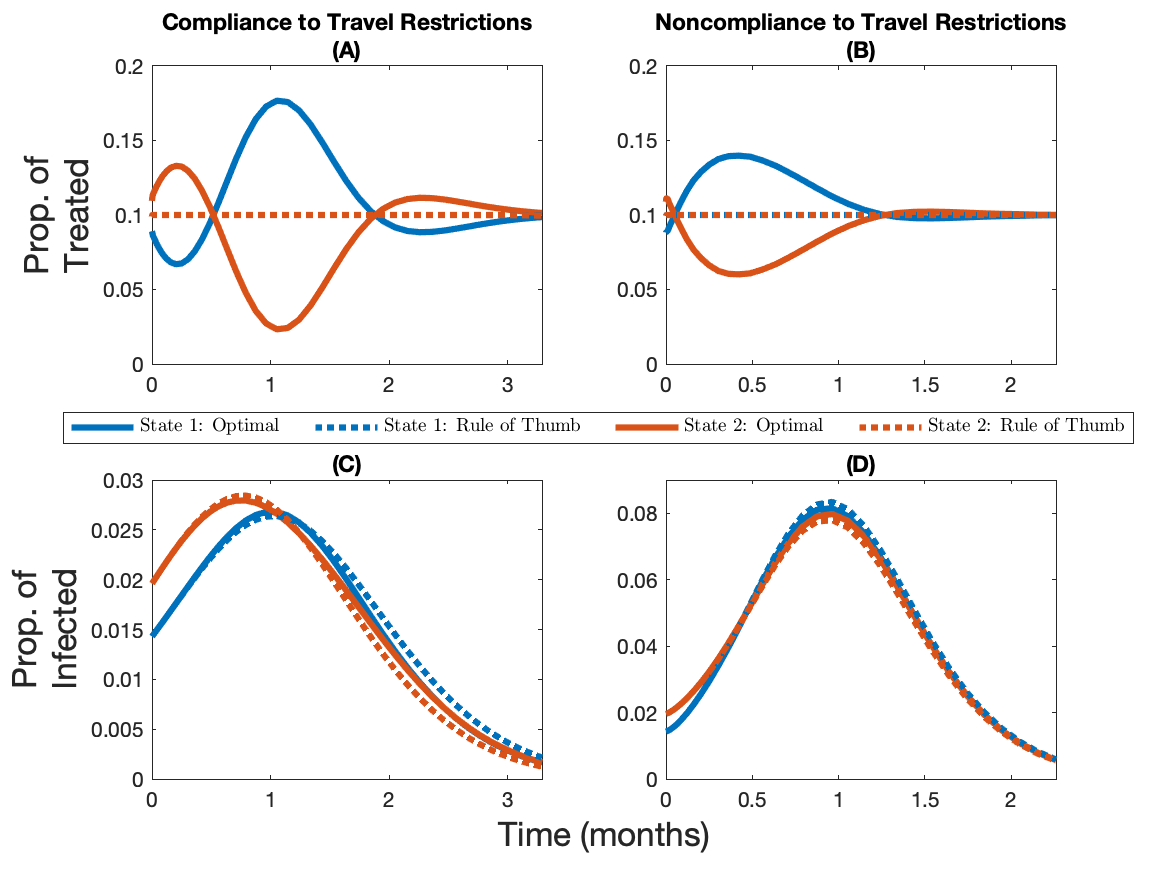 Compliance to Travel Restrictions
(A)
Noncompliance to Travel Restrictions
(B)
Prop. of
Treated
0.2
0.15
0.1
0.05
0
0 1 2 3
0.2
0.15
0.1
0.05
0
0 0.5 1 1.5 2
State 1: Optimal State 1: Rule of Thumb State 2: Optimal State 2: Rule of Thumb
(C)
(D)
Prop. of
Infected
0.03
0.025
0.02
0.015
0.01
0.005
0
0 1 2 3
0.08
0.06
0.04
0.02
0
0 0.5 1 1.5 2
Time (months)